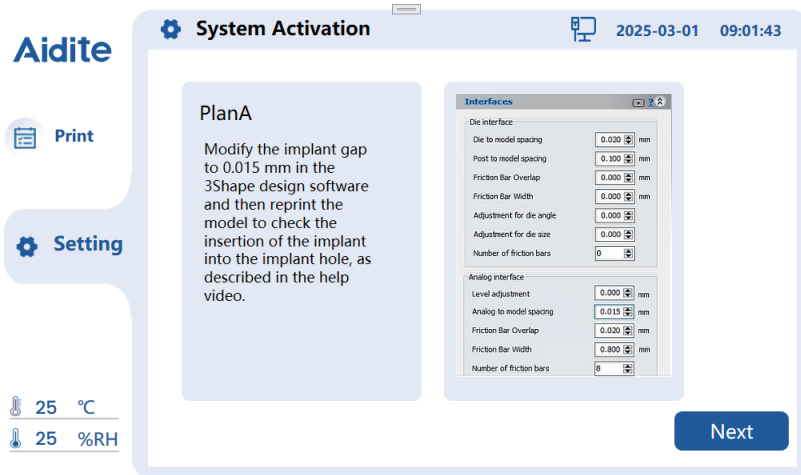 Aidite
System Activation
2025-03-01 09:01:43
Print
Setting
25 ℃
25 %RH
PlanA
Modify the implant gap
to 0.015 mm in the
3Shape design software
and then reprint the
model to check the
insertion of the implant
into the implant hole, as
described in the help
video.
Interfaces ?
Die interface
Die to model spacing 0.020 mm
Post to model spacing 0.100 mm
Friction Bar Overlap 0.000 mm
Friction Bar Width 0.000 mm
Adjustment for die angle 0.000
Adjustment for die size 0.000
Number of friction bars 0
Analog interface
Level adjustment 0.000 mm
Analog to model spacing 0.015 mm
Friction Bar Overlap 0.020 mm
Friction Bar Width 0.800 mm
Number of friction bars 8
Next